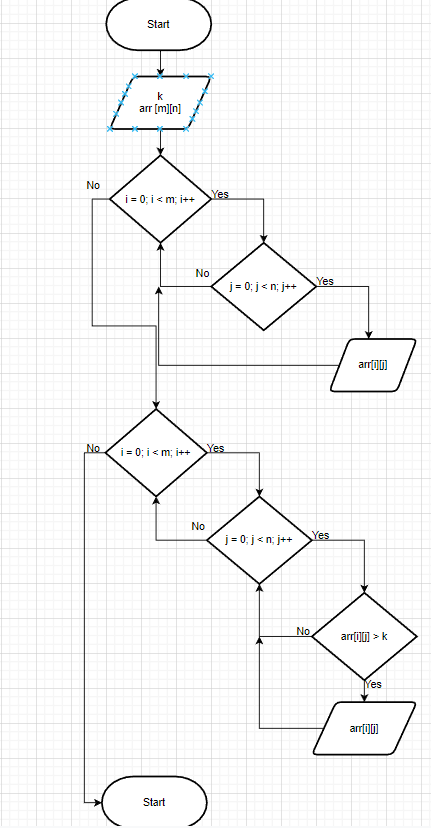 Start
k
arr [m][n]
No
i = 0; i < m; i++
Yes
No
j = 0; j < n; j++
Yes
arr[i][j]
No
i = 0; i < m; i++
Yes
No
j = 0; j < n; j++
Yes
No
arr[i][j] > k
Yes
arr[i][j]
Start